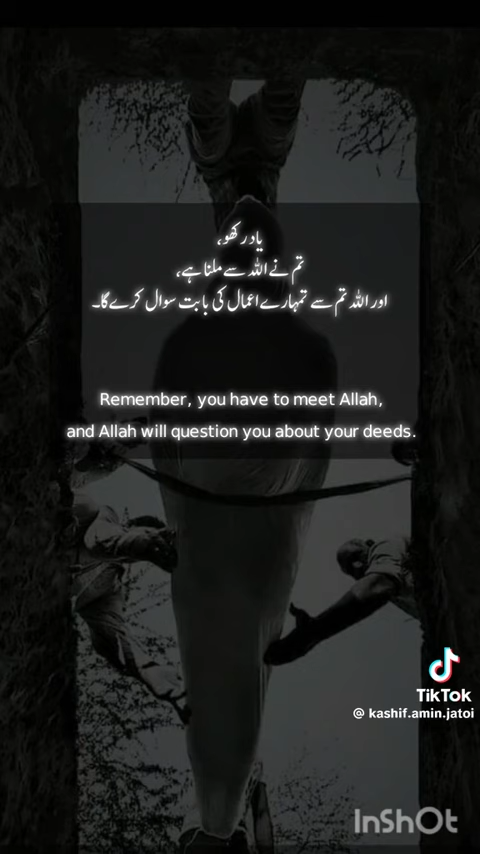 یاد رکھو،
تم نے اللہ سے ملنا ہے،
اور اللہ تم سے تمہارے اعمال کی بابت سوال کرے گا۔
Remember, you have to meet Allah,
and Allah will question you about your deeds.
TikTok
@ kashif.amin.jatoi
InShOt